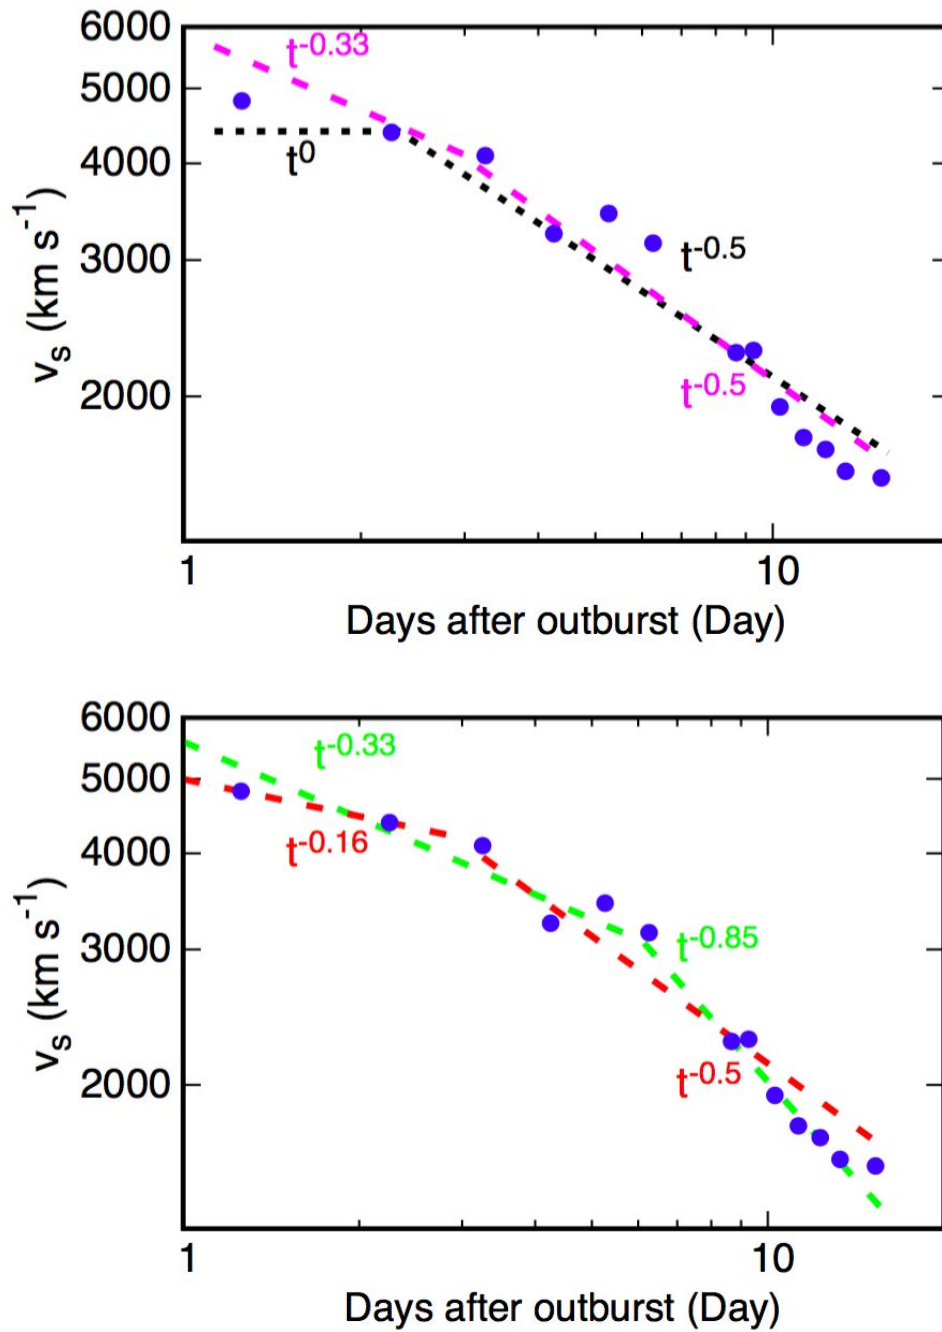 6000
t^-0.33
5000
4000
t^0
3000
t^-0.5
t^-0.5
2000
v_s (km s^-1)
1
10
Days after outburst (Day)
6000
t^-0.33
5000
t^-0.16
4000
t^-0.85
3000
t^-0.5
2000
v_s (km s^-1)
1
10
Days after outburst (Day)